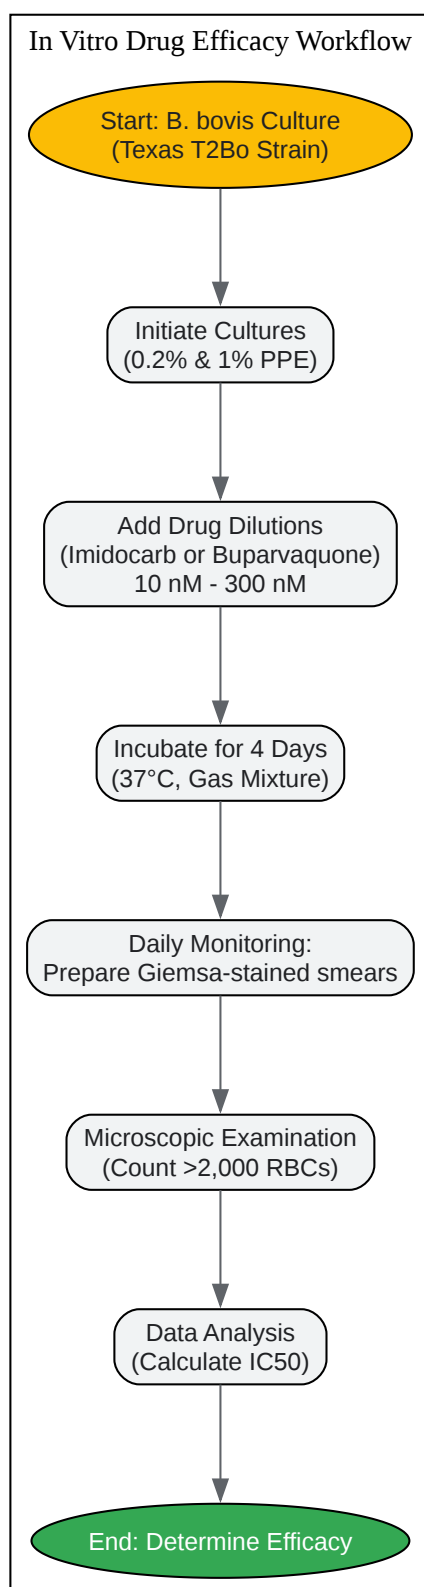 In Vitro Drug Efficacy Workflow
Start: B. bovis Culture
(Texas T2Bo Strain)
Initiate Cultures
(0.2% & 1% PPE)
Add Drug Dilutions
(Imidocarb or Buparvaquone)
10 nM - 300 nM
Incubate for 4 Days
(37°C, Gas Mixture)
Daily Monitoring:
Prepare Giemsa-stained smears
Microscopic Examination
(Count >2,000 RBCs)
Data Analysis
(Calculate IC50)
End: Determine Efficacy